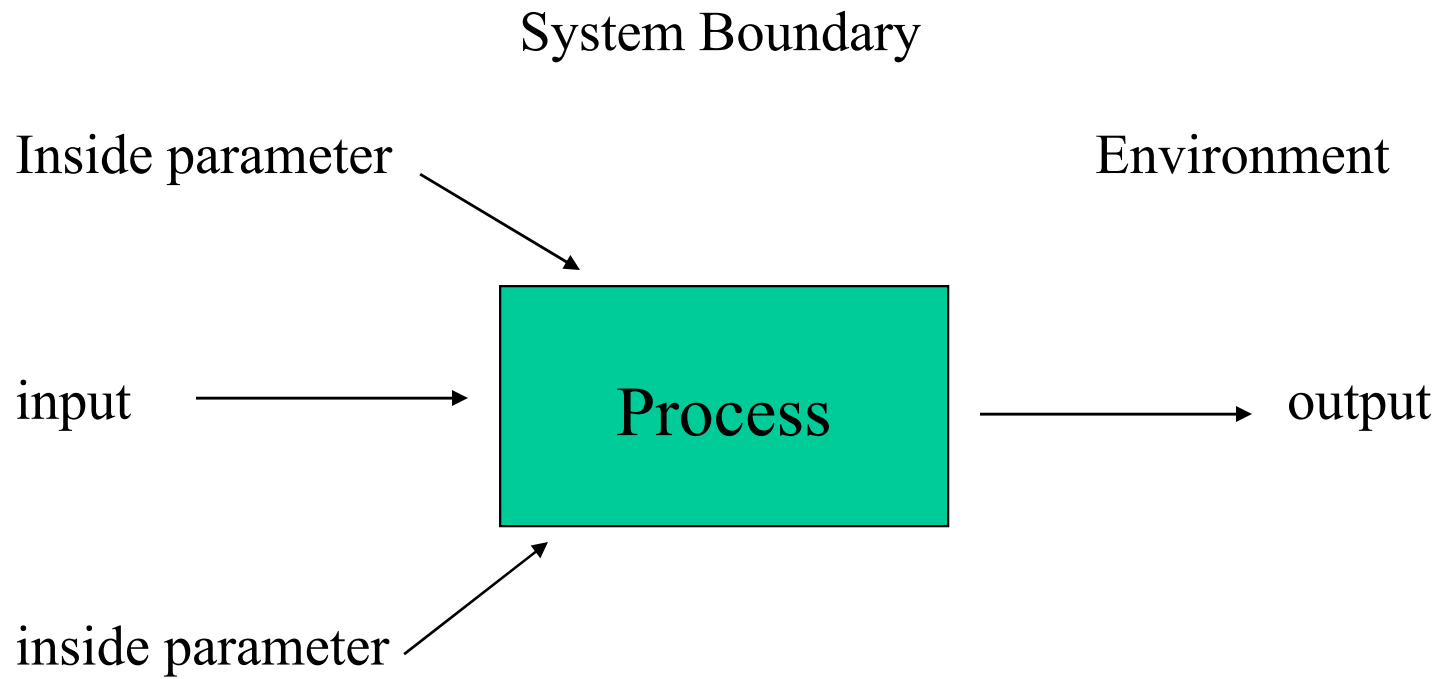 System Boundary
Inside parameter
Environment
input
Process
output
inside parameter